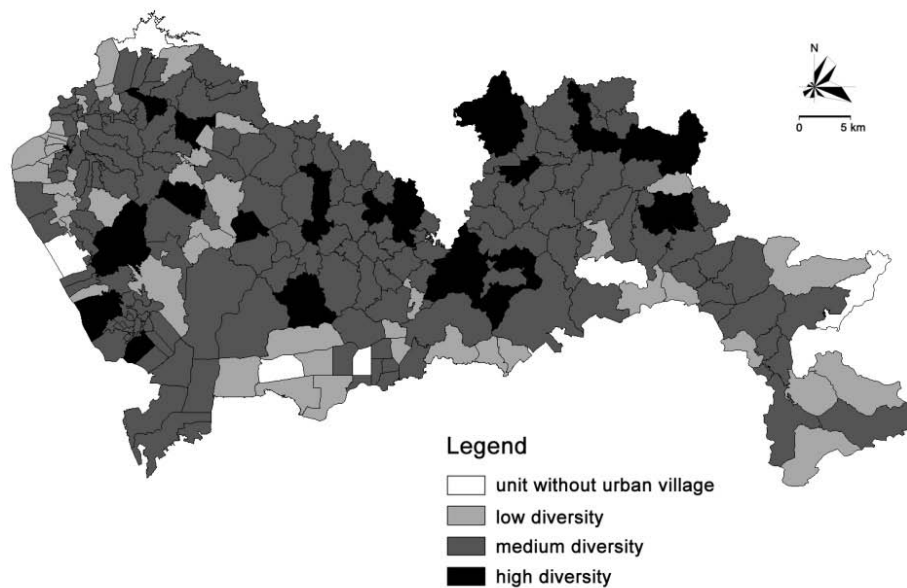 N
0
5 km
Legend
unit without urban village
low diversity
medium diversity
high diversity